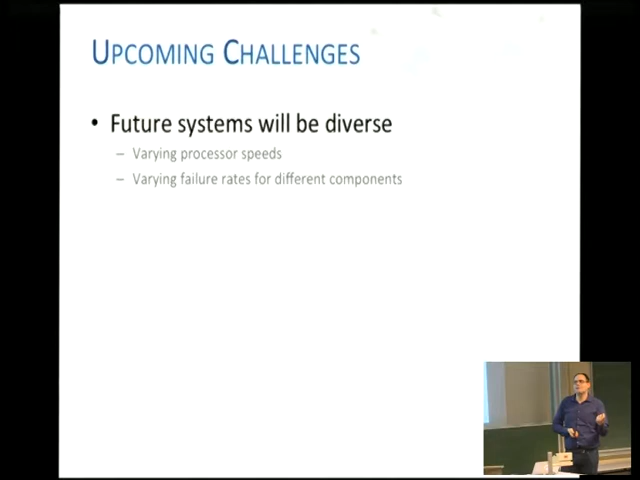 UPCOMING CHALLENGES
• Future systems will be diverse
– Varying processor speeds
– Varying failure rates for different components